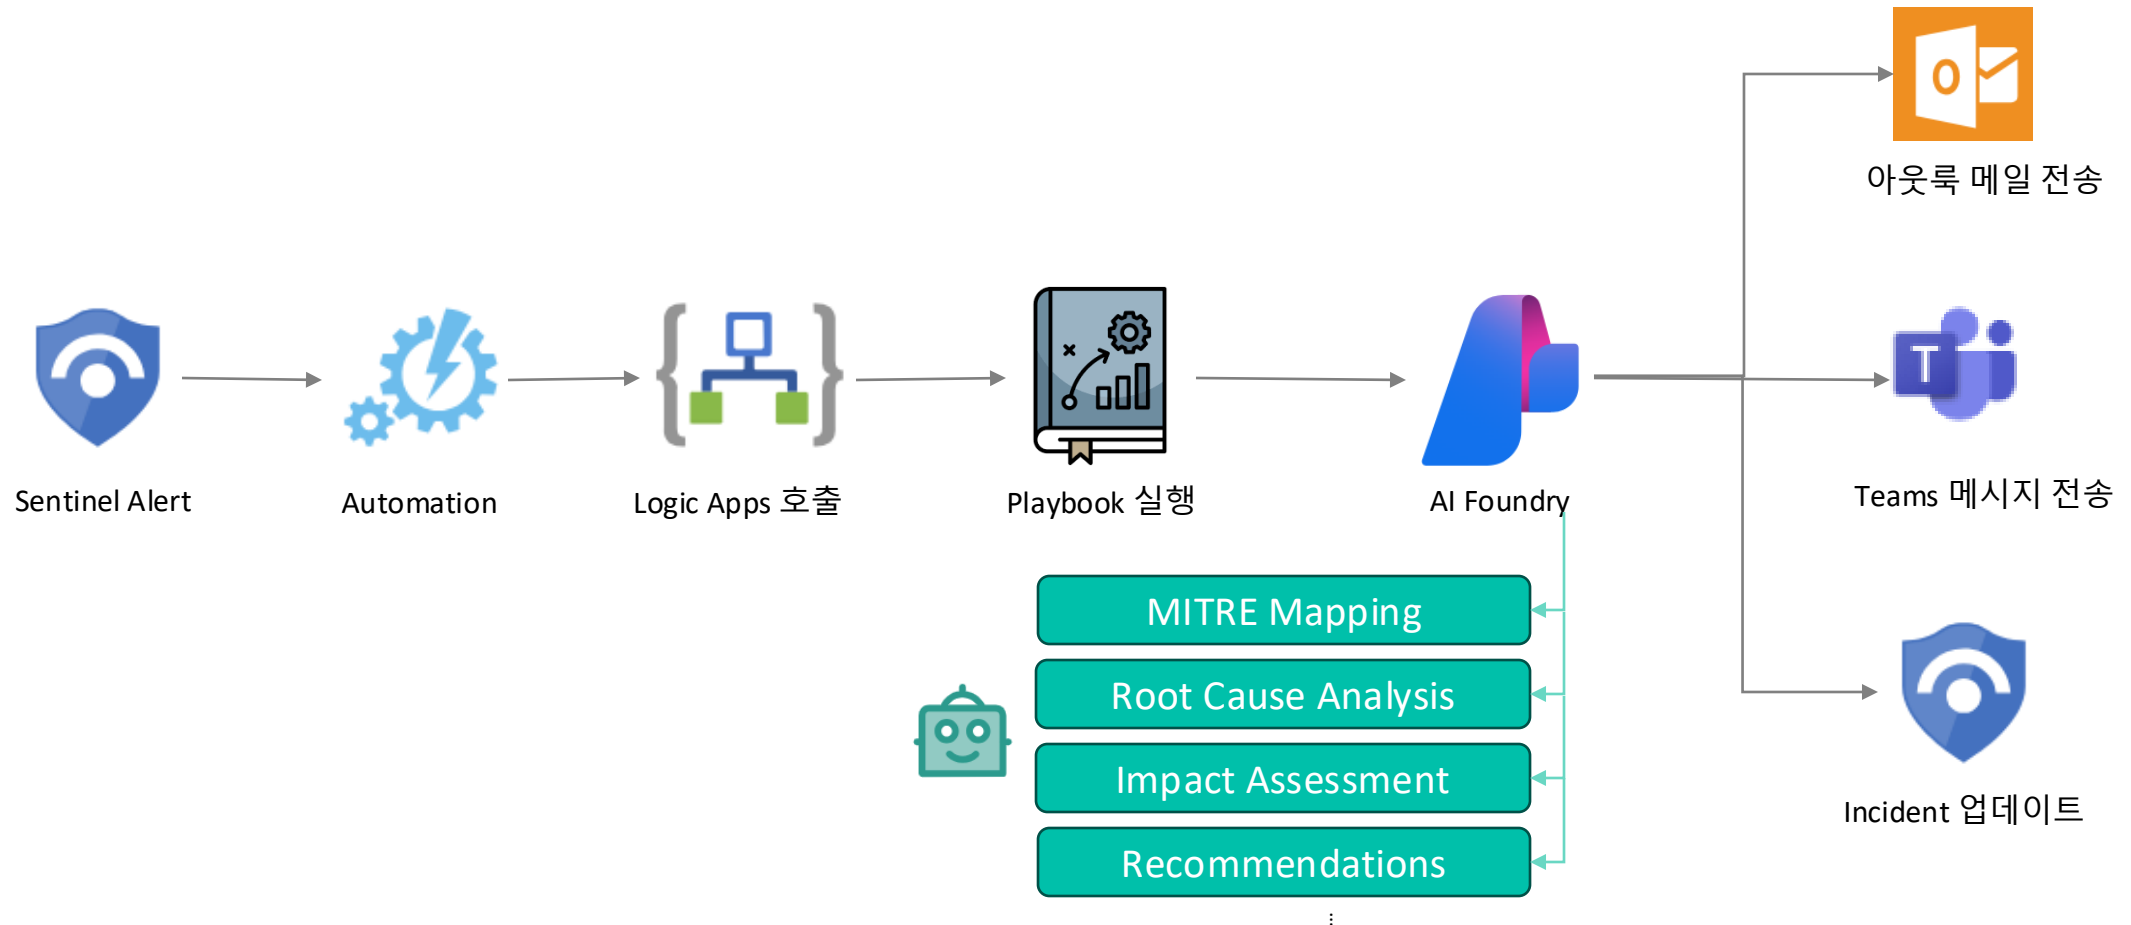 아웃룩 메일 전송
Sentinel Alert
Automation
Logic Apps 호출
Playbook 실행
AI Foundry
Teams 메시지 전송
MITRE Mapping
Root Cause Analysis
Impact Assessment
Recommendations
⋮
Incident 업데이트